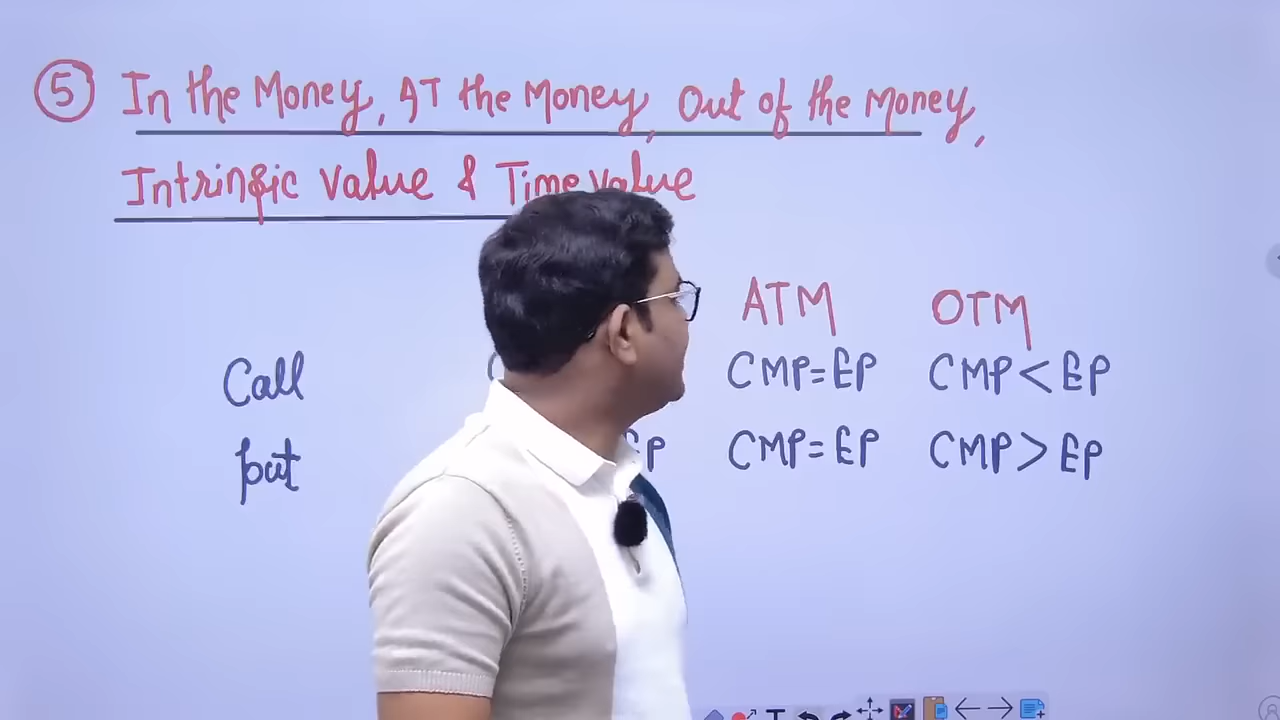 ⑤ In the Money, AT the Money, Out of the Money,
Intrinsic Value & Time Value
ATM OTM
Call CMP=EP CMP<EP
put EP CMP=EP CMP>EP